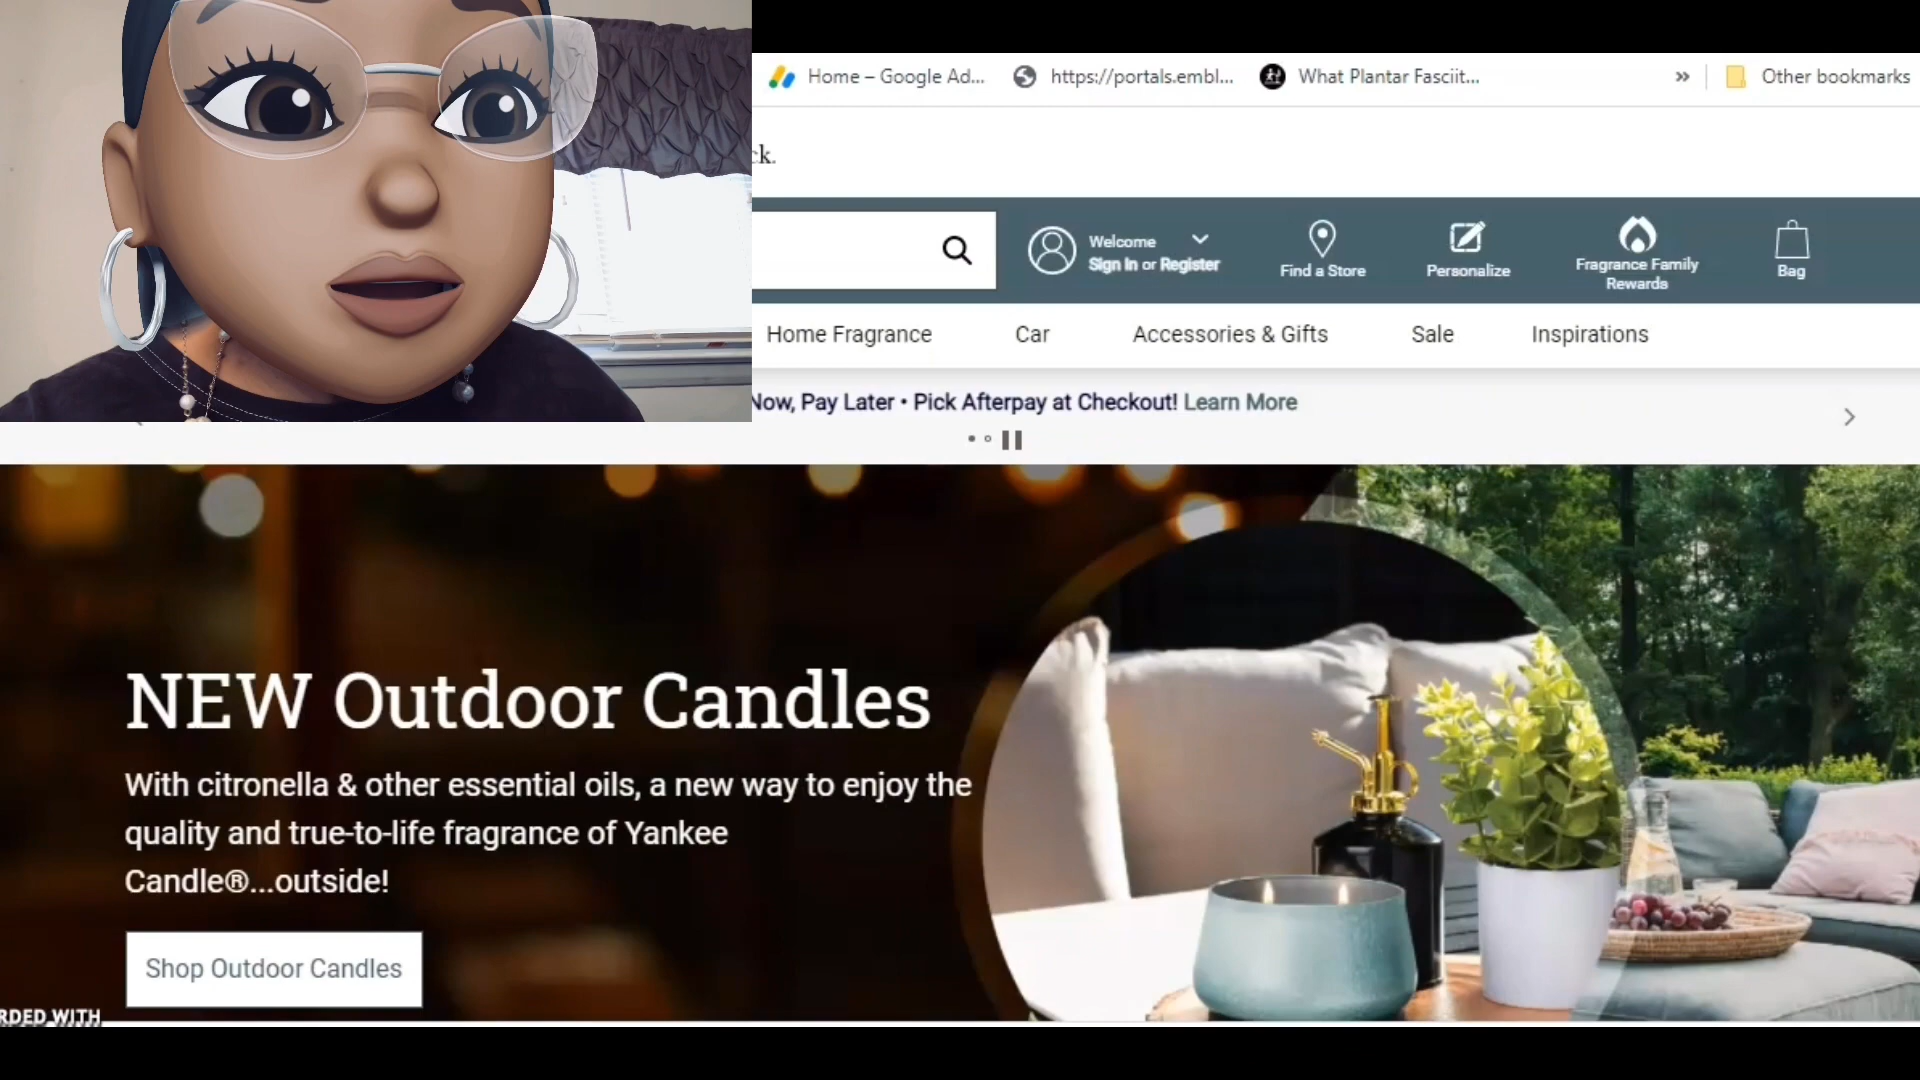 Home – Google Ad...
https://portals.embl...
What Plantar Fasciit...
»
Other bookmarks
ck.
Welcome
Sign In or Register
Find a Store
Personalize
Fragrance Family
Rewards
Bag
Home Fragrance
Car
Accessories & Gifts
Sale
Inspirations
Now, Pay Later • Pick Afterpay at Checkout! Learn More
NEW Outdoor Candles
With citronella & other essential oils, a new way to enjoy the
quality and true-to-life fragrance of Yankee
Candle®...outside!
Shop Outdoor Candles
RDED WITH